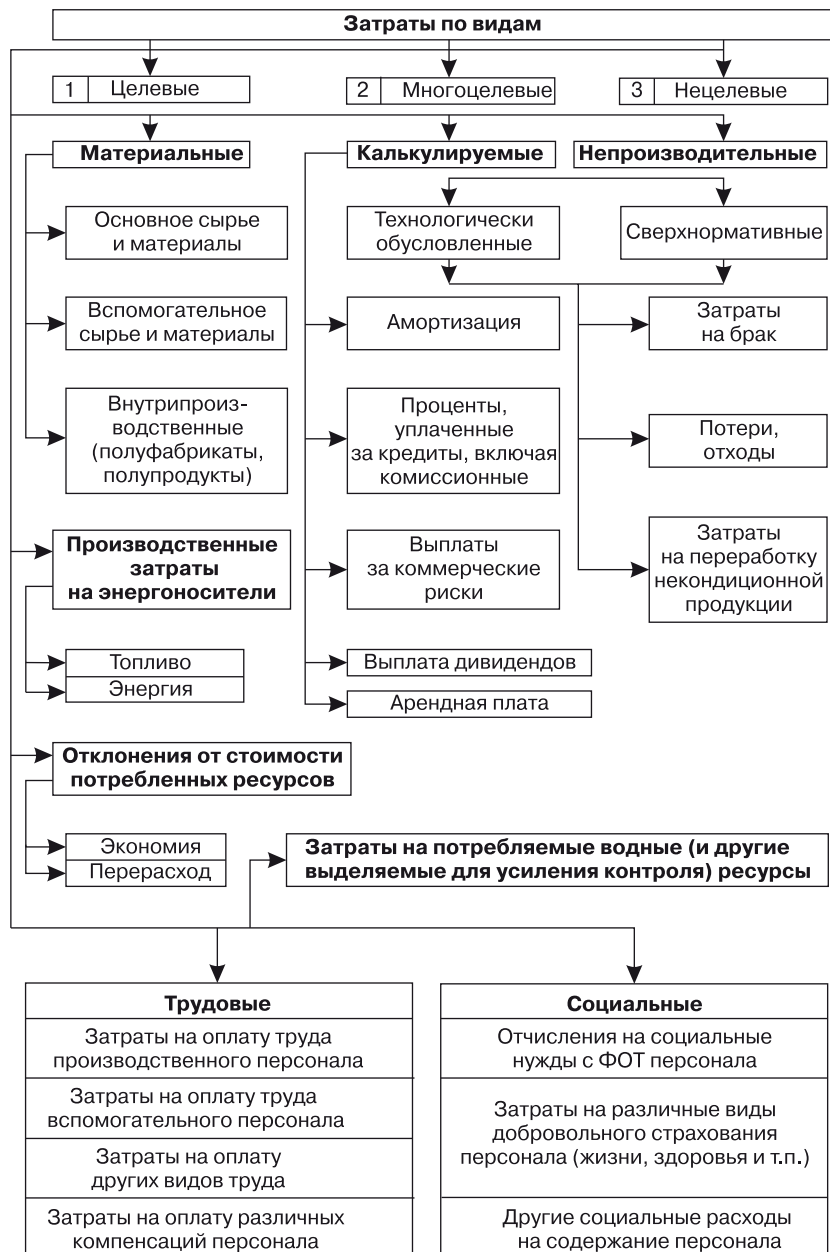 Затраты по видам
1 Целевые
2 Многоцелевые
3 Нецелевые
Материальные
Калькулируемые
Непроизводительные
Основное сырье
и материалы
Технологически
обусловленные
Сверхнормативные
Вспомогательное
сырье и материалы
Амортизация
Затраты
на брак
Внутрипроиз-
водственные
(полуфабрикаты,
полупродукты)
Проценты,
уплаченные
за кредиты, включая
комиссионные
Потери,
отходы
Производственные
затраты
на энергоносители
Выплаты
за коммерческие
риски
Затраты
на переработку
некондиционной
продукции
Топливо
Энергия
Выплата дивидендов
Арендная плата
Отклонения от стоимости
потребленных ресурсов
Экономия
Перерасход
Затраты на потребляемые водные (и другие
выделяемые для усиления контроля) ресурсы
Трудовые
Затраты на оплату труда
производственного персонала
Затраты на оплату труда
вспомогательного персонала
Затраты на оплату
других видов труда
Затраты на оплату различных
компенсаций персонала
Социальные
Отчисления на социальные
нужды с ФОТ персонала
Затраты на различные виды
добровольного страхования
персонала (жизни, здоровья и т.п.)
Другие социальные расходы
на содержание персонала